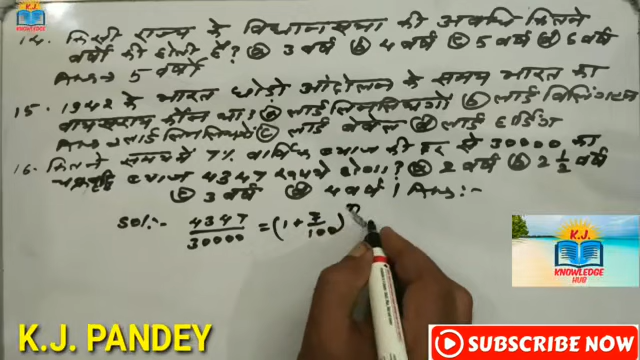 14. किसी राज्य के विधानसभा की अवधि कितने
वर्षों की होती है? ⓐ 3 वर्ष ⓑ 4 वर्ष ⓒ 5 वर्ष ⓓ 6 वर्ष
Ans→ 5 वर्षों
15. 1942 के भारत छोडो आंदोलन के समय भारत का
वायसराय कौन था? ⓐ लार्ड लिनलिथगो ⓑ लार्ड विलिंगटन
Ans→ लार्ड लिनलिथगो ⓒ लार्ड वेवेल ⓓ लार्ड हार्डिंग
16. कितने समय में 7% वार्षिक ब्याज की दर से 30000 का
चक्रवृद्धि ब्याज 4347 रुपये होगा? ⓐ 2 वर्ष ⓑ 2 1/2 वर्ष
ⓒ 3 वर्ष ⓓ 4 वर्ष । Ans:-
Sol:- 4347/30000 = (1 + 7/100)
K.J.
KNOWLEDGE
HUB
K.J.
KNOWLEDGE
HUB
K.J. PANDEY
SUBSCRIBE NOW